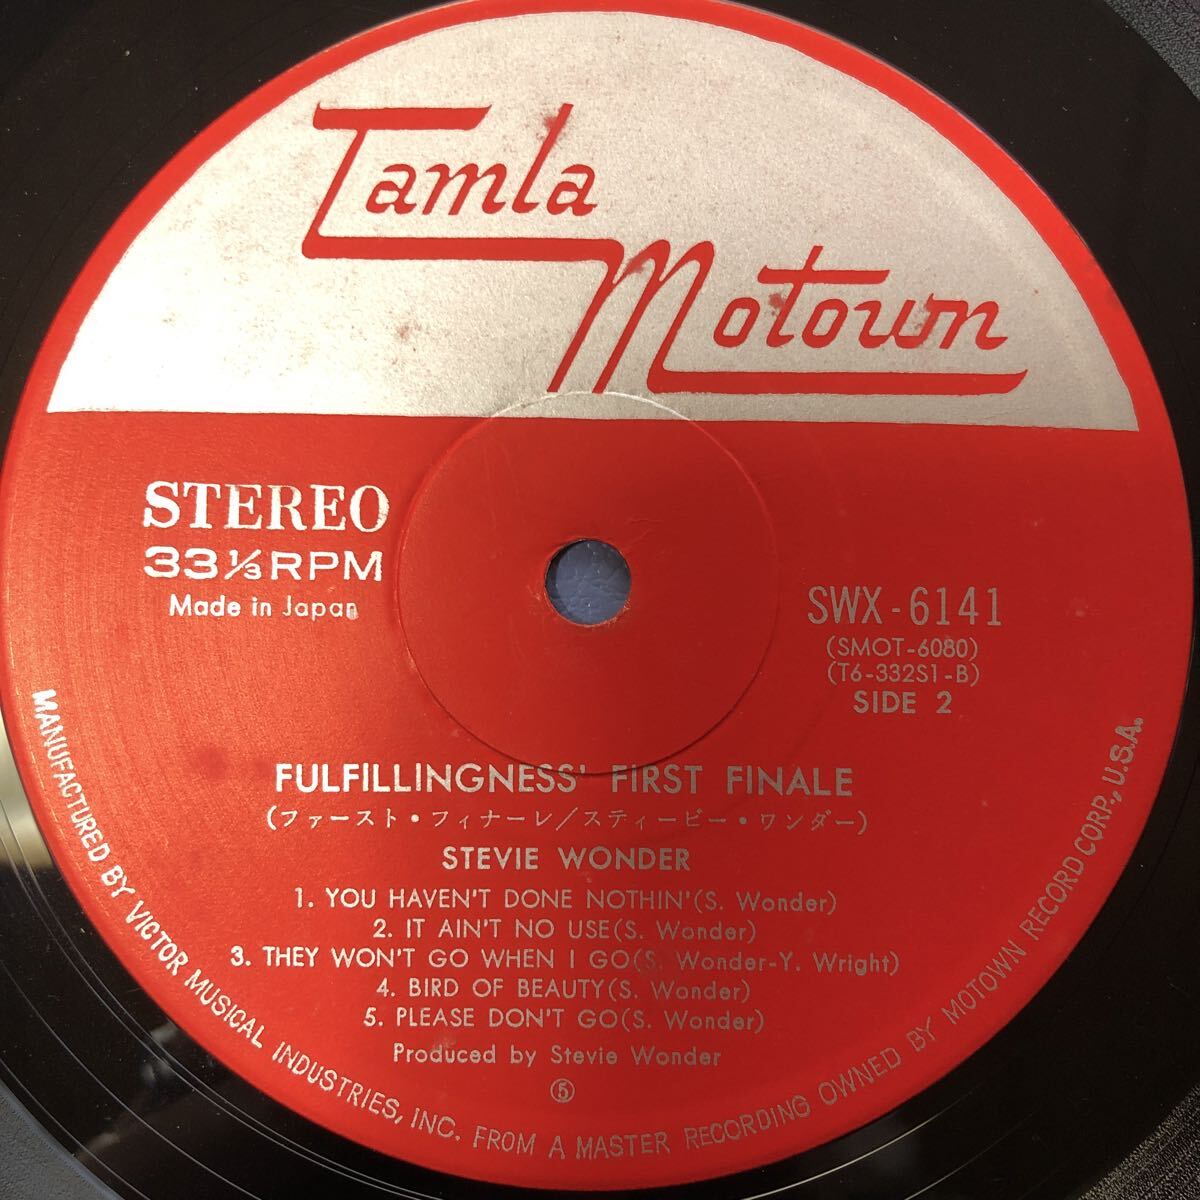 Tamla
Motown
STEREO
33 1/3 RPM
Made in Japan
SWX-6141
(SMOT-6080)
(T6-332S1-B)
SIDE 2
FULFILLINGNESS' FIRST FINALE
(ファースト・フィナーレ/スティービー・ワンダー)
STEVIE WONDER
1. YOU HAVEN'T DONE NOTHIN'(S. Wonder)
2. IT AIN'T NO USE(S. Wonder)
3. THEY WON'T GO WHEN I GO(S. Wonder-Y. Wright)
4. BIRD OF BEAUTY(S. Wonder)
5. PLEASE DON'T GO(S. Wonder)
Produced by Stevie Wonder
⑤
MANUFACTURED BY VICTOR MUSICAL INDUSTRIES, INC. FROM A MASTER RECORDING OWNED BY MOTOWN RECORD CORP., U.S.A.